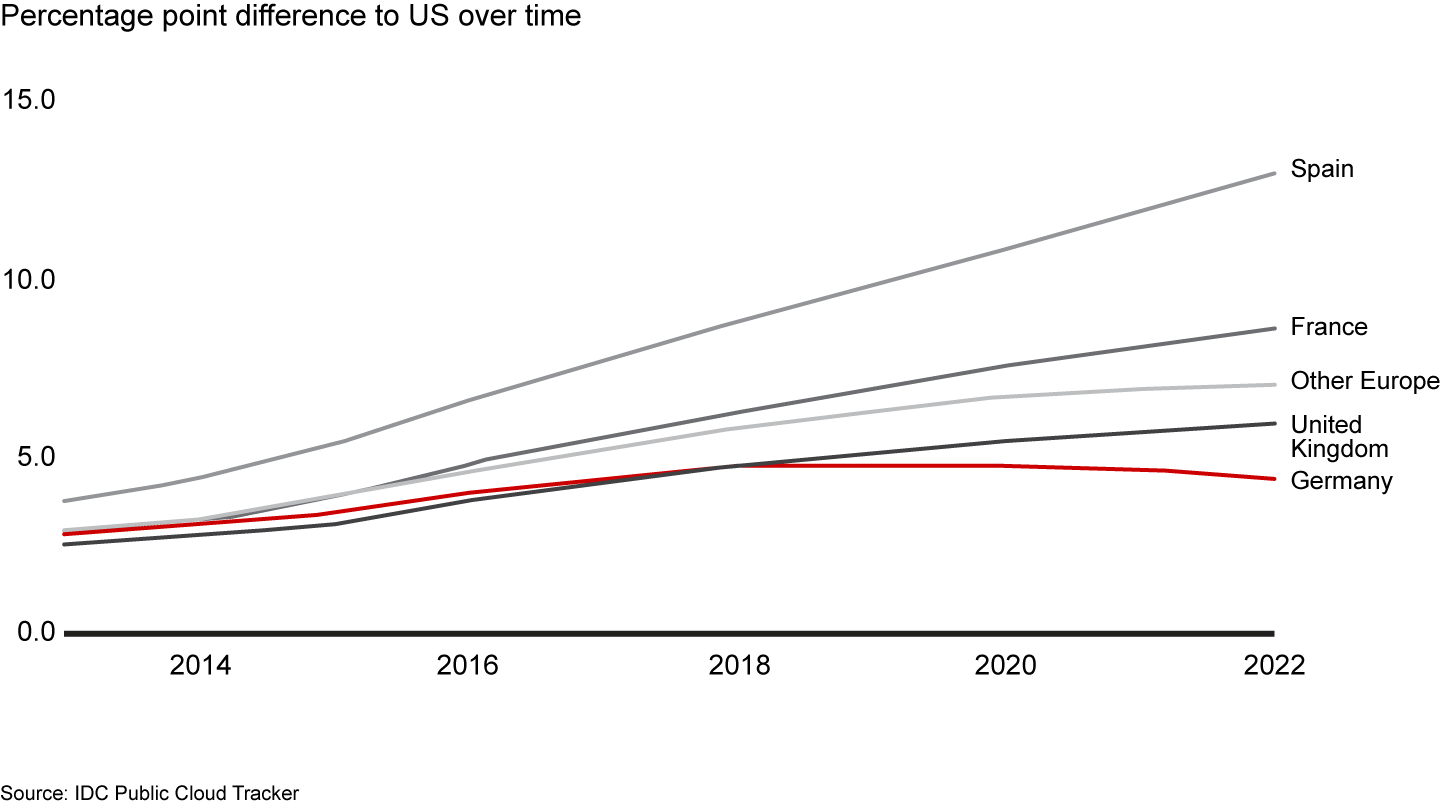 Percentage point difference to US over time
15.0
Spain
10.0
France
Other Europe
United
Kingdom
5.0
Germany
0.0
2014 2016 2018 2020 2022
Source: IDC Public Cloud Tracker